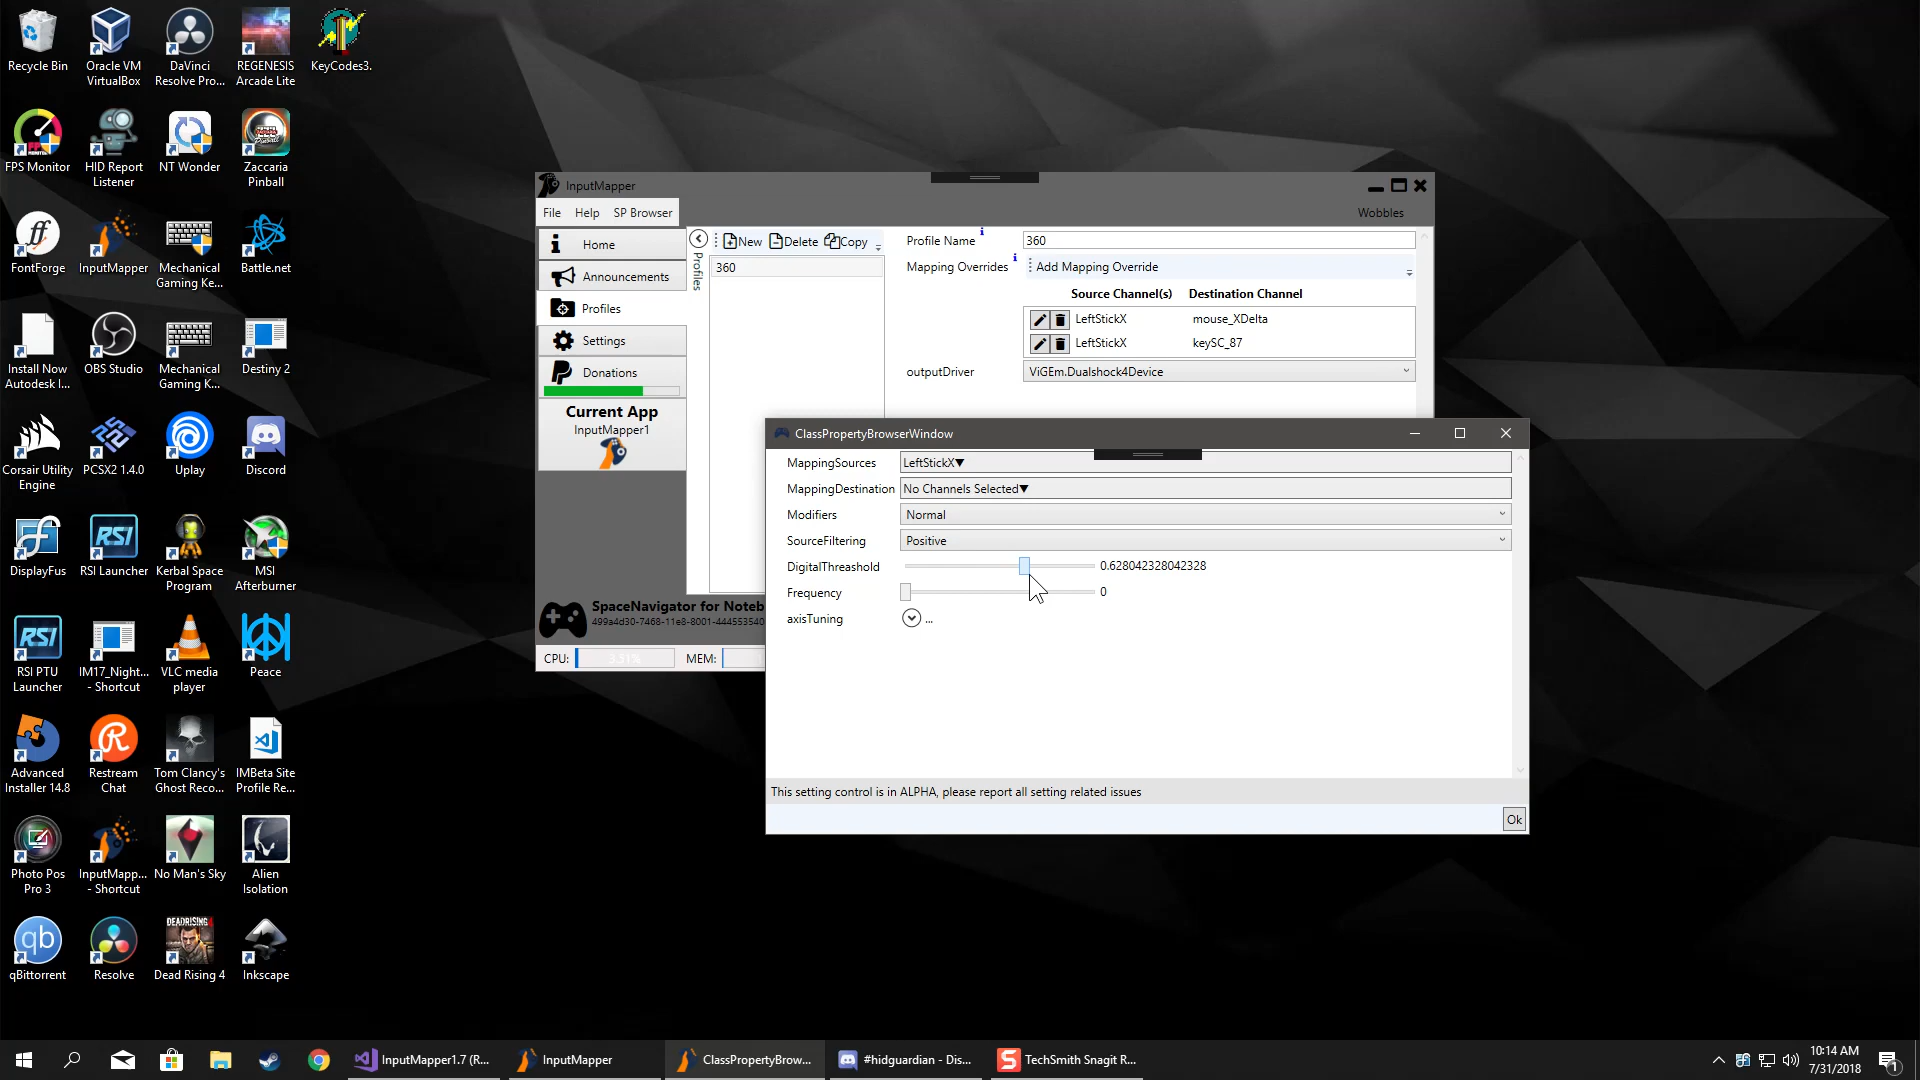 Recycle Bin
Oracle VM
VirtualBox
DaVinci
Resolve Pro...
REGENESIS
Arcade Lite
KeyCodes3.
FPS Monitor
HID Report
Listener
NT Wonder
Zaccaria
Pinball
FontForge
InputMapper
Mechanical
Gaming Ke...
Battle.net
Install Now
Autodesk I...
OBS Studio
Mechanical
Gaming K...
Destiny 2
Corsair Utility
Engine
PCSX2 1.4.0
Uplay
Discord
DisplayFus
RSI Launcher
Kerbal Space
Program
MSI
Afterburner
RSI PTU
Launcher
IM17_Night...
- Shortcut
VLC media
player
Peace
Advanced
Installer 14.8
Restream
Chat
Tom Clancy's
Ghost Reco...
IMBeta Site
Profile Re...
Photo Pos
Pro 3
InputMapp...
- Shortcut
No Man's Sky
Alien
Isolation
qBittorrent
Resolve
Dead Rising 4
Inkscape
InputMapper
File Help SP Browser
Wobbles
Home
Announcements
Profiles
Settings
Donations
Current App
InputMapper1
Profiles
New Delete Copy
360
Profile Name i 360
Mapping Overrides i Add Mapping Override
Source Channel(s) Destination Channel
LeftStickX mouse_XDelta
LeftStickX keySC_87
outputDriver ViGEm.Dualshock4Device
SpaceNavigator for Noteb
499a4d30-7468-11e8-8001-444553540
CPU: 3.31% MEM:
ClassPropertyBrowserWindow
MappingSources LeftStickX▼
MappingDestination No Channels Selected▼
Modifiers Normal
SourceFiltering Positive
DigitalThreashold 0.628042328042328
Frequency 0
axisTuning ...
This setting control is in ALPHA, please report all setting related issues
Ok
InputMapper1.7 (R...
InputMapper
ClassPropertyBrow...
#hidguardian - Dis...
TechSmith Snagit R...
10:14 AM
7/31/2018
1